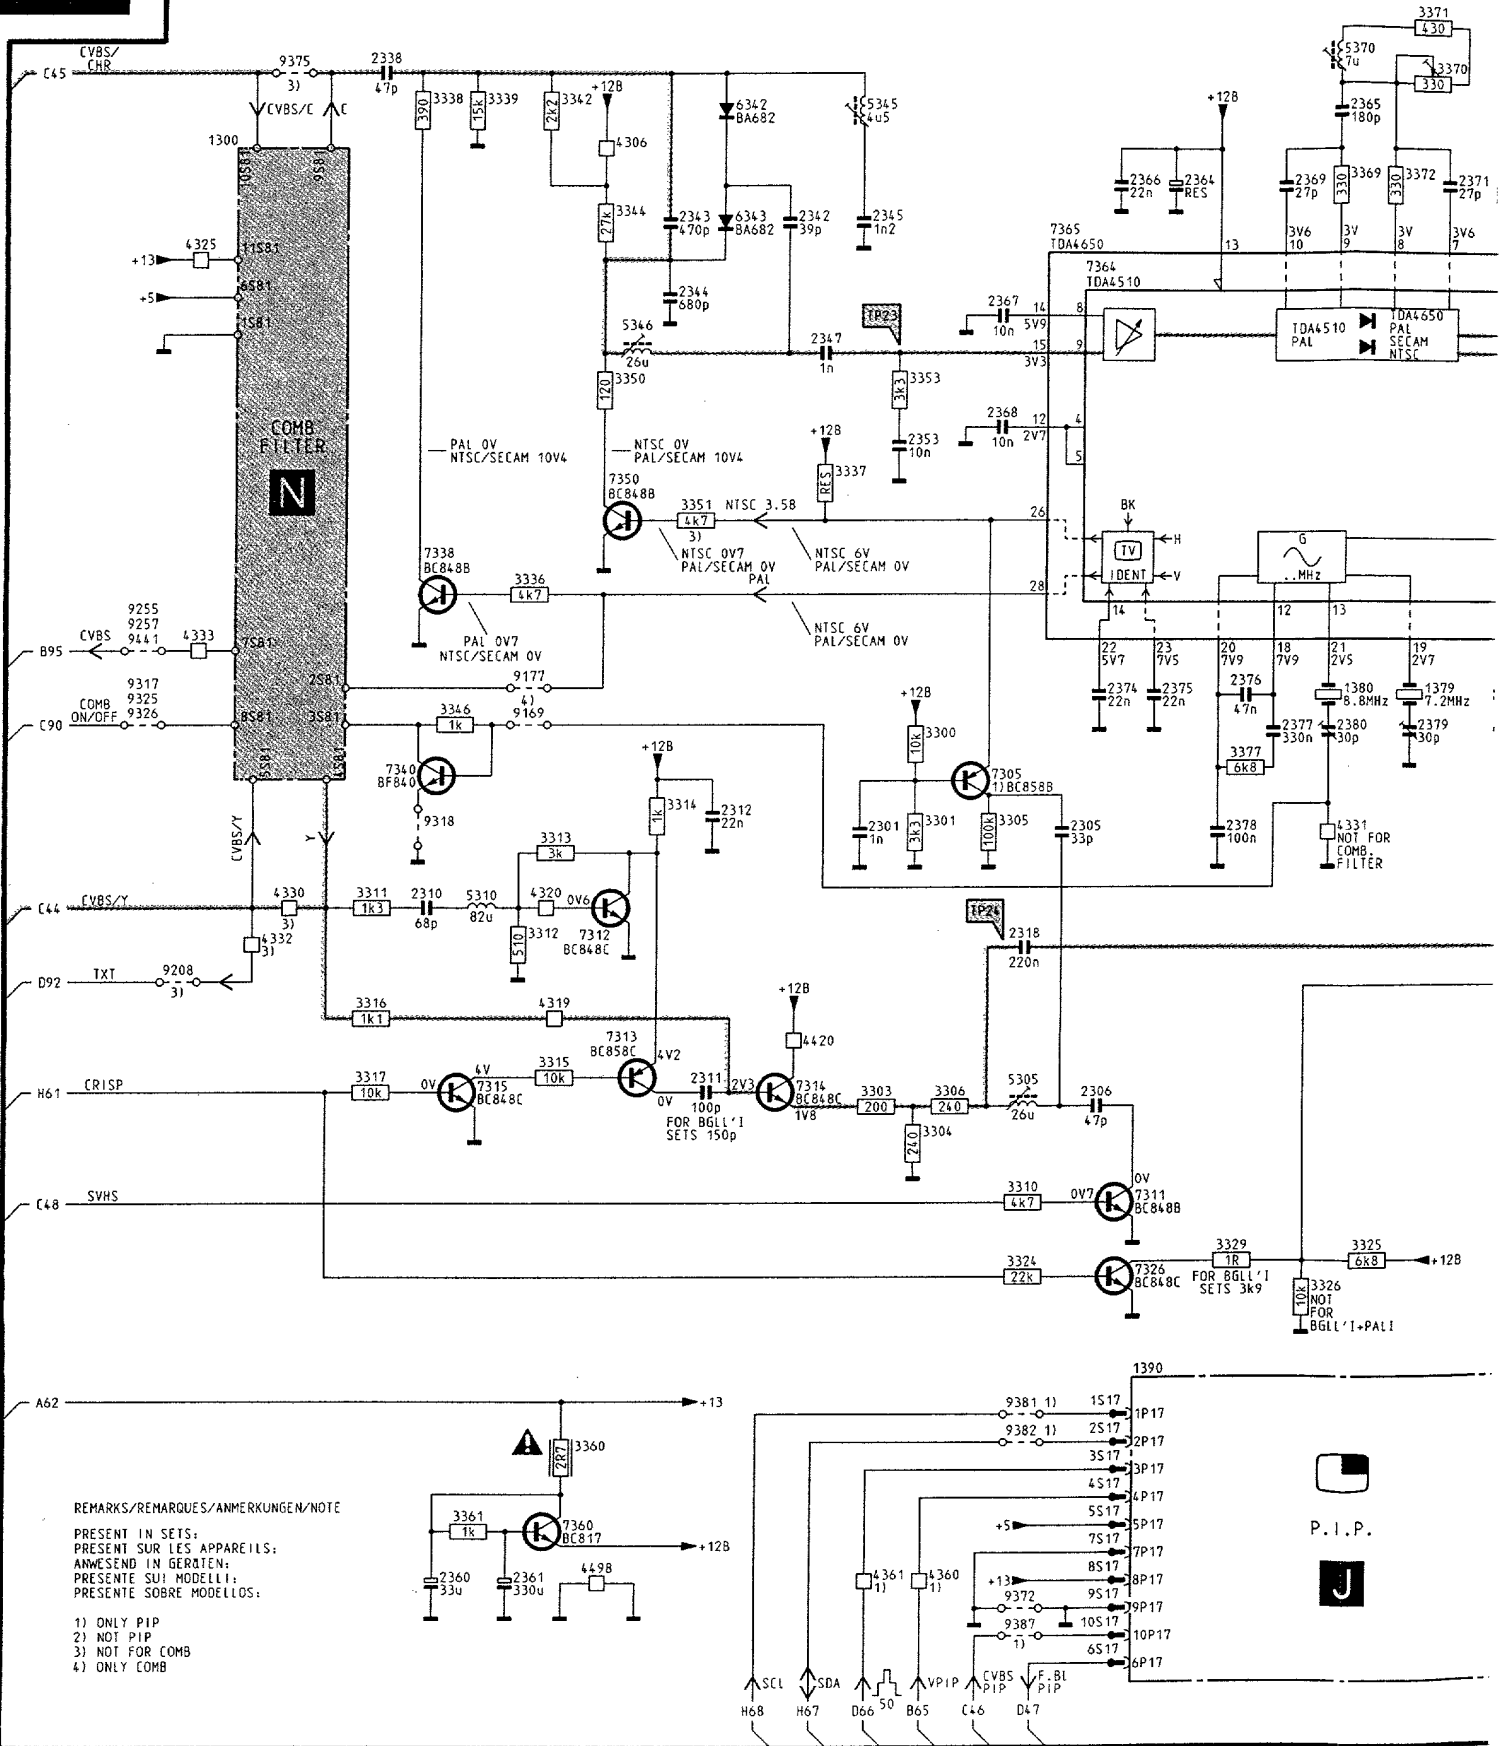 CVBS/
CHR
C45
9375
3)
2338
47p
CVBS/C
C
1300
10S81
9S81
390
3338
15k
3339
2k2
3342
+12B
4306
27k
3344
6342
BA682
6343
BA682
2343
470p
2342
39p
2344
680p
5345
4u5
2345
1n2
3371
430
5370
7u
3370
330
2365
180p
+12B
2366
22n
2364
RES
2369
27p
330
3369
330
3372
2371
27p
4325
+13
11S81
+5
6S81
1S81
7365
TDA4650
7364
TDA4510
13
3V6
10
3V
9
3V
8
3V6
7
5346
26u
120
3350
2347
1n
TP23
2367
10n
14
5V9
8
15
3V3
9
TDA4510
PAL
TDA4650
PAL
SECAM
NTSC
3k3
3353
2353
10n
2368
10n
12
2V7
4
5
COMB
FILTER
N
PAL 0V
NTSC/SECAM 10V4
NTSC 0V
PAL/SECAM 10V4
+12B
RES
3337
7350
BC848B
3351
4k7
3)
NTSC 3.58
26
NTSC 0V7
PAL/SECAM 0V
NTSC 6V
PAL/SECAM 0V
BK
TV
IDENT
H
V
G
..MHz
7338
BC848B
3336
4k7
PAL
28
14
12
13
PAL 0V7
NTSC/SECAM 0V
NTSC 6V
PAL/SECAM 0V
9255
9257
9441
4333
CVBS
B95
7S81
22
5V7
23
7V5
20
7V9
18
7V9
21
2V5
19
2V7
9317
9325
9326
COMB
ON/OFF
C90
8S81
2S81
3S81
9177
4)
9169
3346
1k
2374
22n
2375
22n
2376
47n
2377
330n
3377
6k8
1380
8.8MHz
2380
30p
1379
7.2MHz
2379
30p
5S81
4S81
7340
BF840
9318
+12B
1k
3314
2312
22n
+12B
10k
3300
7305
1)BC858B
2301
1n
3k3
3301
100k
3305
2305
33p
2378
100n
4331
NOT FOR
COMB.
FILTER
CVBS/Y
Y
3313
3k
C44
CVBS/Y
4330
3)
3311
1k3
2310
68p
5310
82u
4320
0V6
510
3312
7312
BC848C
4332
3)
D92
TXT
9208
3)
TP24
2318
220n
3316
1k1
4319
+12B
4420
7313
BC858C
4V2
0V
H61
CRISP
3317
10k
0V
4V
7315
BC848C
3315
10k
2311
100p
FOR BGLL'I
SETS 150p
2V3
7314
BC848C
1V8
3303
200
3306
240
240
3304
5305
26u
2306
47p
C48
SVHS
3310
4k7
0V7
0V
7311
BC848B
3324
22k
7326
BC848C
3329
1R
FOR BGLL'I
SETS 3k9
3325
6k8
+12B
10k
3326
NOT
FOR
BGLL'I+PALI
A62
+13
2R7
3360
3361
1k
7360
BC817
+12B
2360
33u
2361
330u
4498
REMARKS/REMARQUES/ANMERKUNGEN/NOTE
PRESENT IN SETS:
PRESENT SUR LES APPAREILS:
ANWESEND IN GERÄTEN:
PRESENTE SUI MODELLI:
PRESENTE SOBRE MODELLOS:
1) ONLY PIP
2) NOT PIP
3) NOT FOR COMB
4) ONLY COMB
1390
9381 1)
1S17
1P17
9382 1)
2S17
2P17
3S17
3P17
4S17
4P17
+5
5S17
5P17
7S17
7P17
+13
8S17
8P17
9372
9S17
9P17
9387
1)
10S17
10P17
6S17
6P17
4361
1)
4360
1)
P.I.P.
J
SCL
H68
SDA
H67
D66
50
VPIP
B65
CVBS
PIP
C46
F.BL
PIP
D47